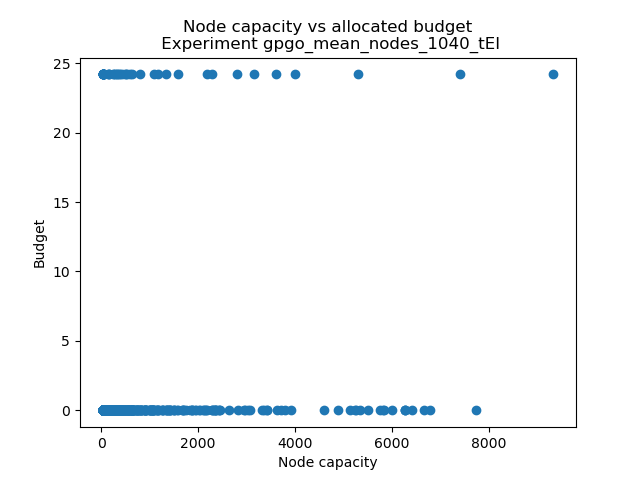 Node capacity vs allocated budget
Experiment gpgo_mean_nodes_1040_tEI
25
20
15
10
5
0
Budget
0 2000 4000 6000 8000
Node capacity